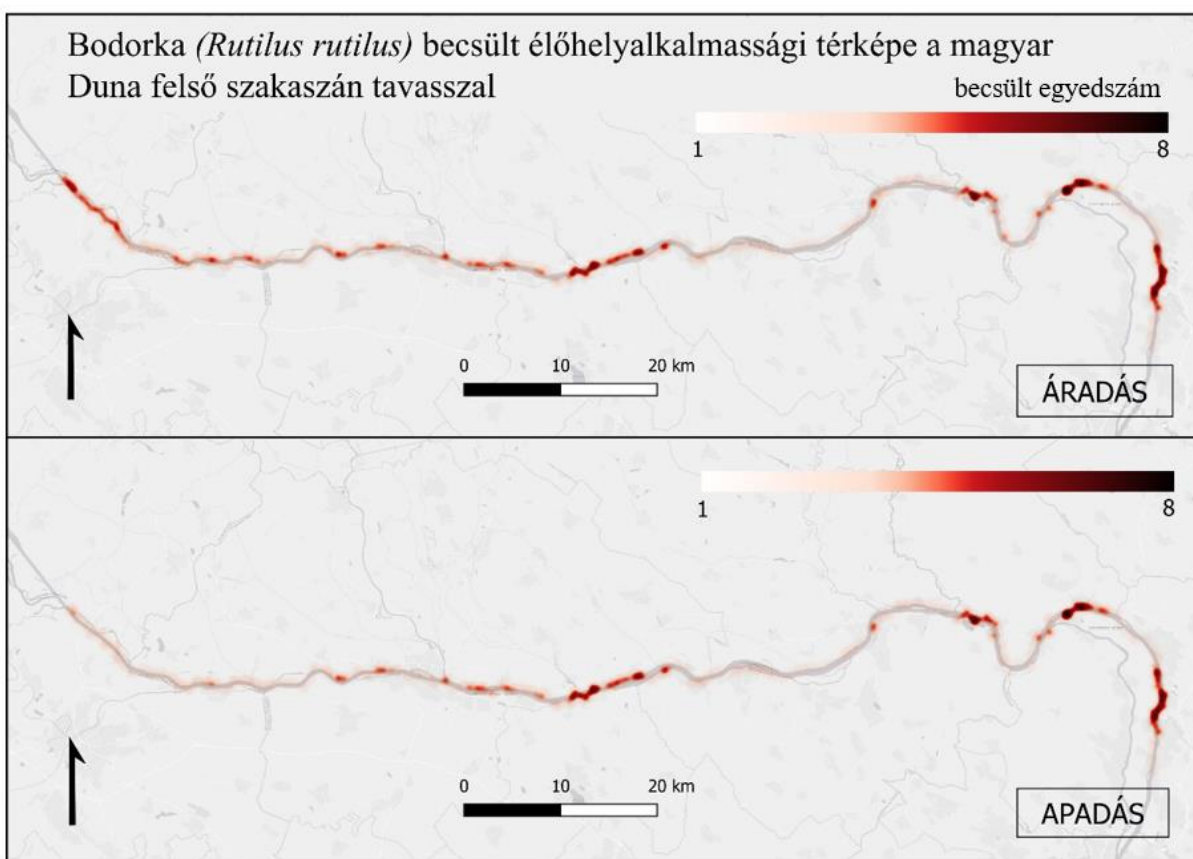 Bodorka (Rutilus rutilus) becsült élőhelyalkalmassági térképe a magyar
Duna felső szakaszán tavasszal
becsült egyedszám
1 8
0 10 20 km
ÁRADÁS
1 8
0 10 20 km
APADÁS